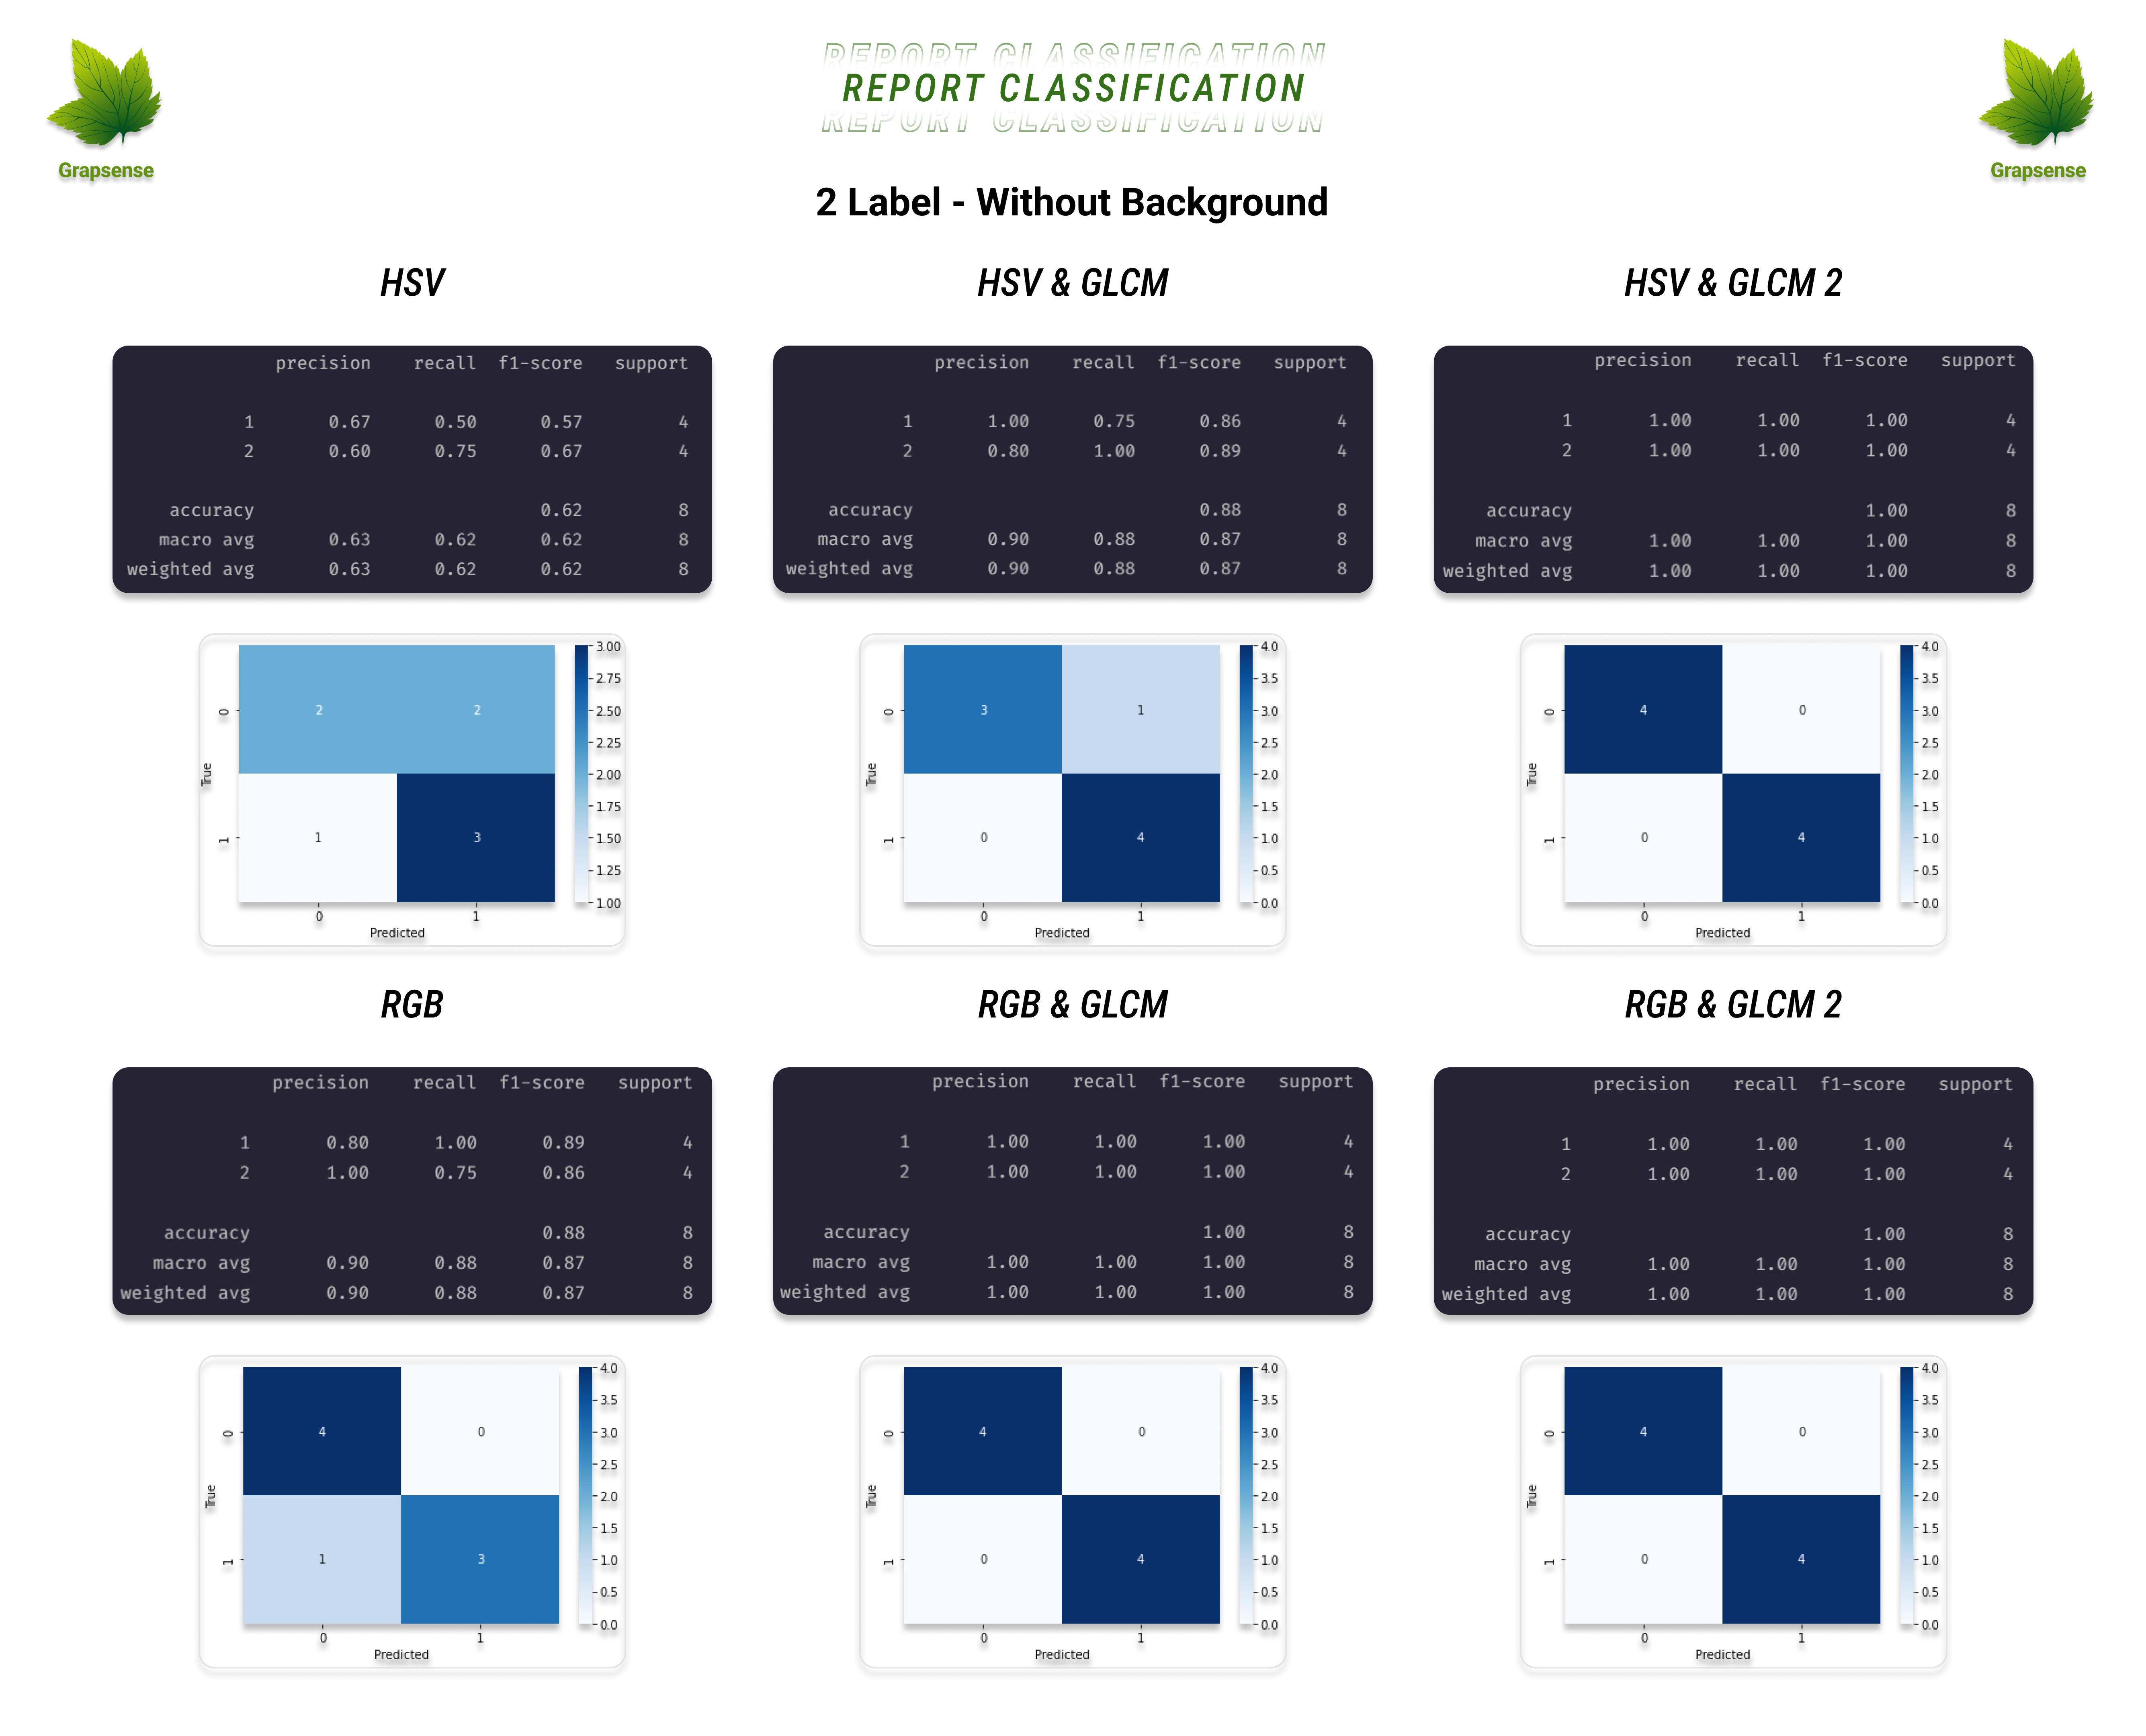 REPORT CLASSIFICATION
REPORT CLASSIFICATION
REPORT CLASSIFICATION
Grapsense
Grapsense
2 Label - Without Background
HSV
precision recall f1-score support
1 0.67 0.50 0.57 4
2 0.60 0.75 0.67 4
accuracy 0.62 8
macro avg 0.63 0.62 0.62 8
weighted avg 0.63 0.62 0.62 8
2 2
1 3
0
1
True
0 1
Predicted
3.00
2.75
2.50
2.25
2.00
1.75
1.50
1.25
1.00
HSV & GLCM
precision recall f1-score support
1 1.00 0.75 0.86 4
2 0.80 1.00 0.89 4
accuracy 0.88 8
macro avg 0.90 0.88 0.87 8
weighted avg 0.90 0.88 0.87 8
3 1
0 4
0
1
True
0 1
Predicted
4.0
3.5
3.0
2.5
2.0
1.5
1.0
0.5
0.0
HSV & GLCM 2
precision recall f1-score support
1 1.00 1.00 1.00 4
2 1.00 1.00 1.00 4
accuracy 1.00 8
macro avg 1.00 1.00 1.00 8
weighted avg 1.00 1.00 1.00 8
4 0
0 4
0
1
True
0 1
Predicted
4.0
3.5
3.0
2.5
2.0
1.5
1.0
0.5
0.0
RGB
precision recall f1-score support
1 0.80 1.00 0.89 4
2 1.00 0.75 0.86 4
accuracy 0.88 8
macro avg 0.90 0.88 0.87 8
weighted avg 0.90 0.88 0.87 8
4 0
1 3
0
1
True
0 1
Predicted
4.0
3.5
3.0
2.5
2.0
1.5
1.0
0.5
0.0
RGB & GLCM
precision recall f1-score support
1 1.00 1.00 1.00 4
2 1.00 1.00 1.00 4
accuracy 1.00 8
macro avg 1.00 1.00 1.00 8
weighted avg 1.00 1.00 1.00 8
4 0
0 4
0
1
True
0 1
Predicted
4.0
3.5
3.0
2.5
2.0
1.5
1.0
0.5
0.0
RGB & GLCM 2
precision recall f1-score support
1 1.00 1.00 1.00 4
2 1.00 1.00 1.00 4
accuracy 1.00 8
macro avg 1.00 1.00 1.00 8
weighted avg 1.00 1.00 1.00 8
4 0
0 4
0
1
True
0 1
Predicted
4.0
3.5
3.0
2.5
2.0
1.5
1.0
0.5
0.0